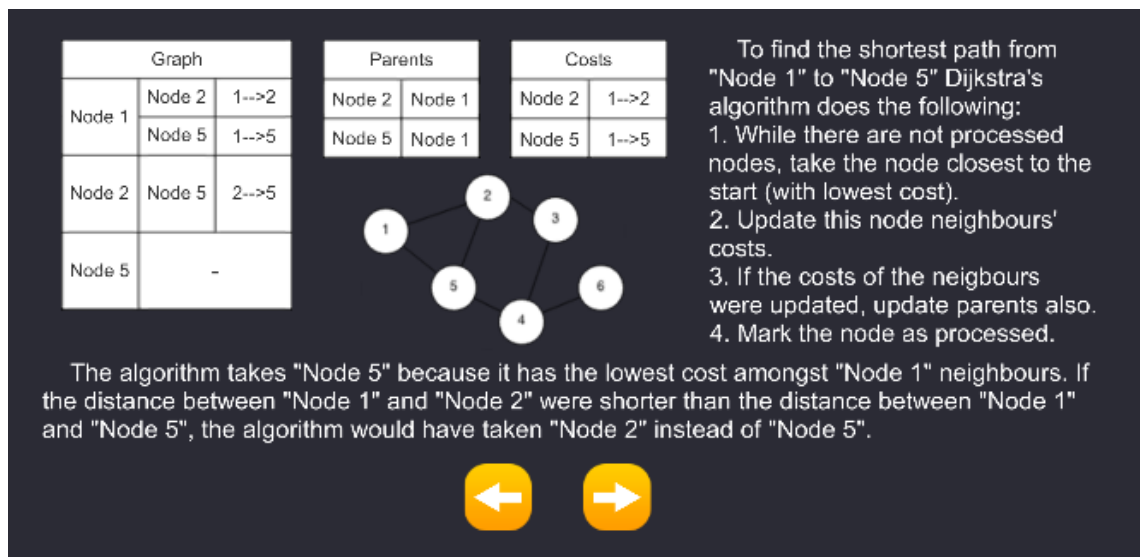 Graph
Node 1
Node 2 1-->2
Node 5 1-->5
Node 2 Node 5 2-->5
Node 5 -
Parents
Node 2 Node 1
Node 5 Node 1
Costs
Node 2 1-->2
Node 5 1-->5
1
2
3
5
6
4
To find the shortest path from
"Node 1" to "Node 5" Dijkstra's
algorithm does the following:
1. While there are not processed
nodes, take the node closest to the
start (with lowest cost).
2. Update this node neighbours'
costs.
3. If the costs of the neigbours
were updated, update parents also.
4. Mark the node as processed.
The algorithm takes "Node 5" because it has the lowest cost amongst "Node 1" neighbours. If
the distance between "Node 1" and "Node 2" were shorter than the distance between "Node 1"
and "Node 5", the algorithm would have taken "Node 2" instead of "Node 5".